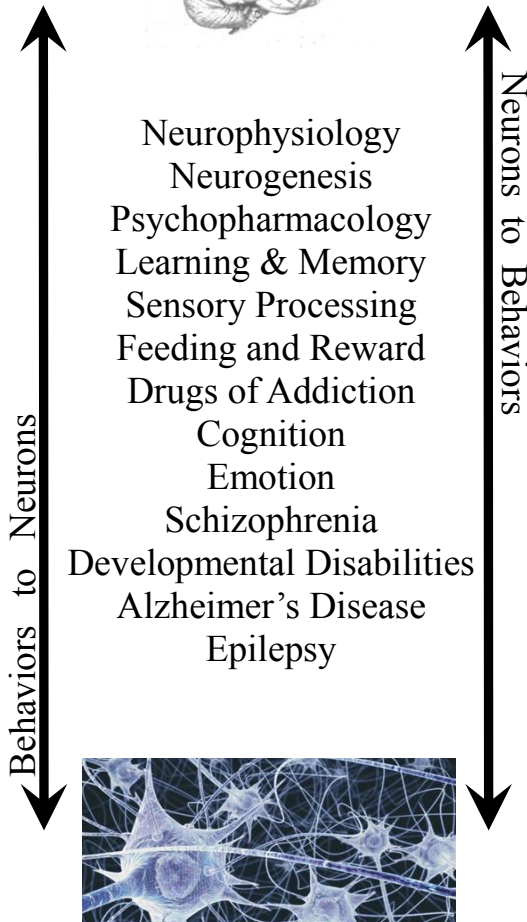 Neurons to Behaviors
Neurophysiology
Neurogenesis
Psychopharmacology
Learning & Memory
Sensory Processing
Feeding and Reward
Drugs of Addiction
Cognition
Emotion
Schizophrenia
Developmental Disabilities
Alzheimer’s Disease
Epilepsy
Behaviors to Neurons